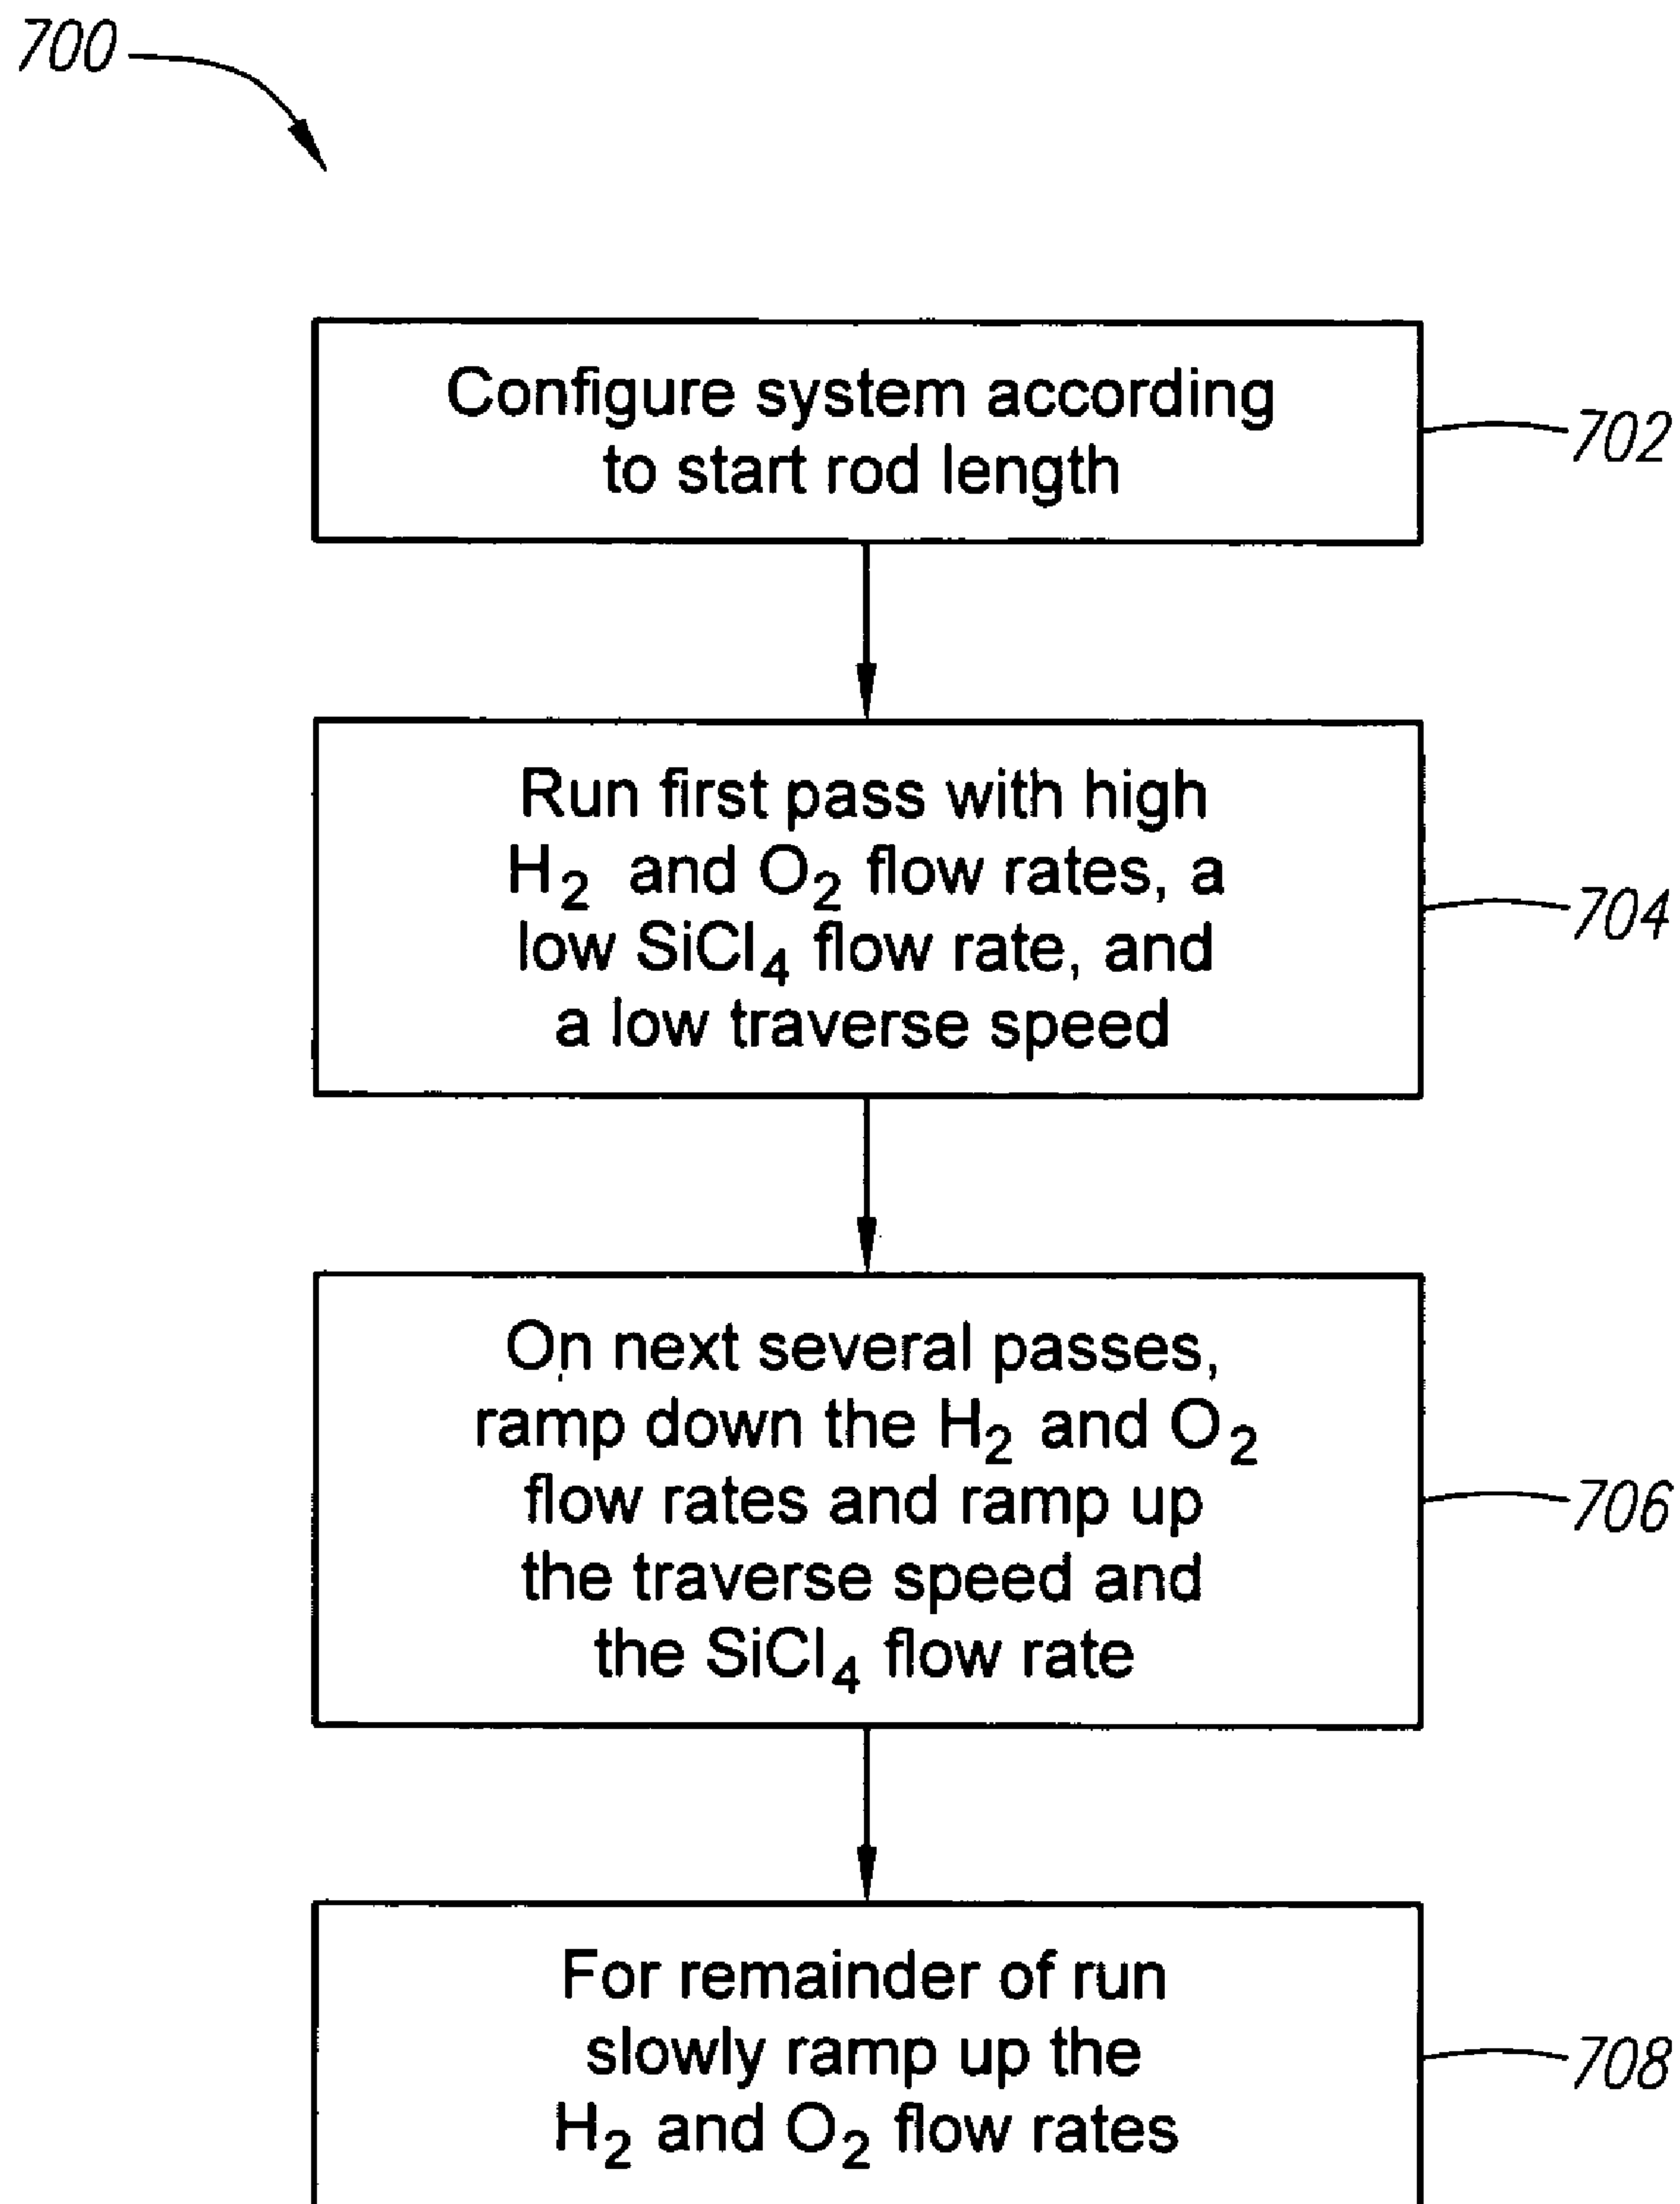 700
Configure system according
to start rod length
702
Run first pass with high
H₂ and O₂ flow rates, a
low SiCl₄ flow rate, and
a low traverse speed
704
On next several passes,
ramp down the H₂ and O₂
flow rates and ramp up
the traverse speed and
the SiCl₄ flow rate
706
For remainder of run
slowly ramp up the
H₂ and O₂ flow rates
708